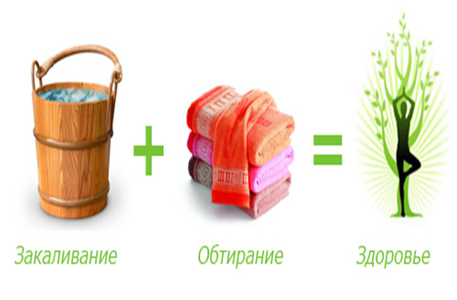 Закаливание
Обтирание
Здоровье